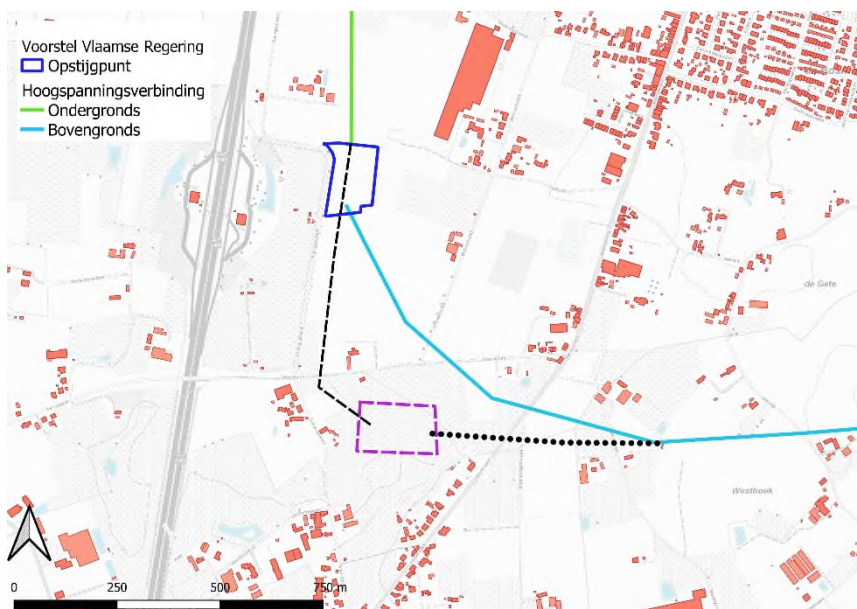 Voorstel Vlaamse Regering
Opstijgpunt
Hoogspanningsverbinding
Ondergronds
Bovengronds
de Gate
Westhoek
0 250 500 750 m